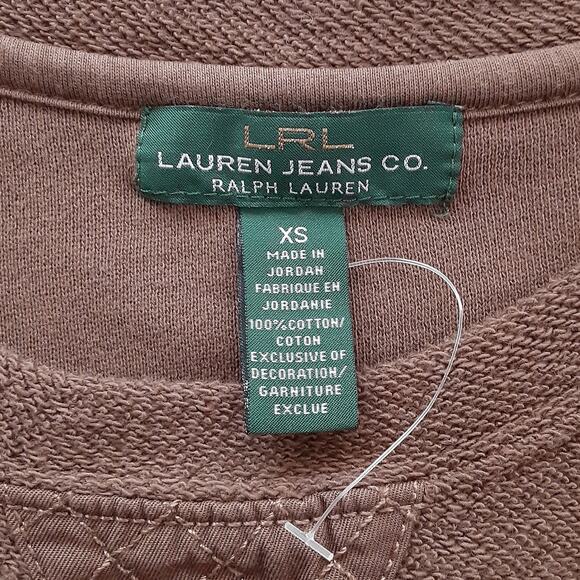 LRL
LAUREN JEANS CO.
RALPH LAUREN
XS
MADE IN
JORDAN
FABRIQUE EN
JORDANIE
100%COTTON/
COTON
EXCLUSIVE OF
DECORATION/
GARNITURE
EXCLUE